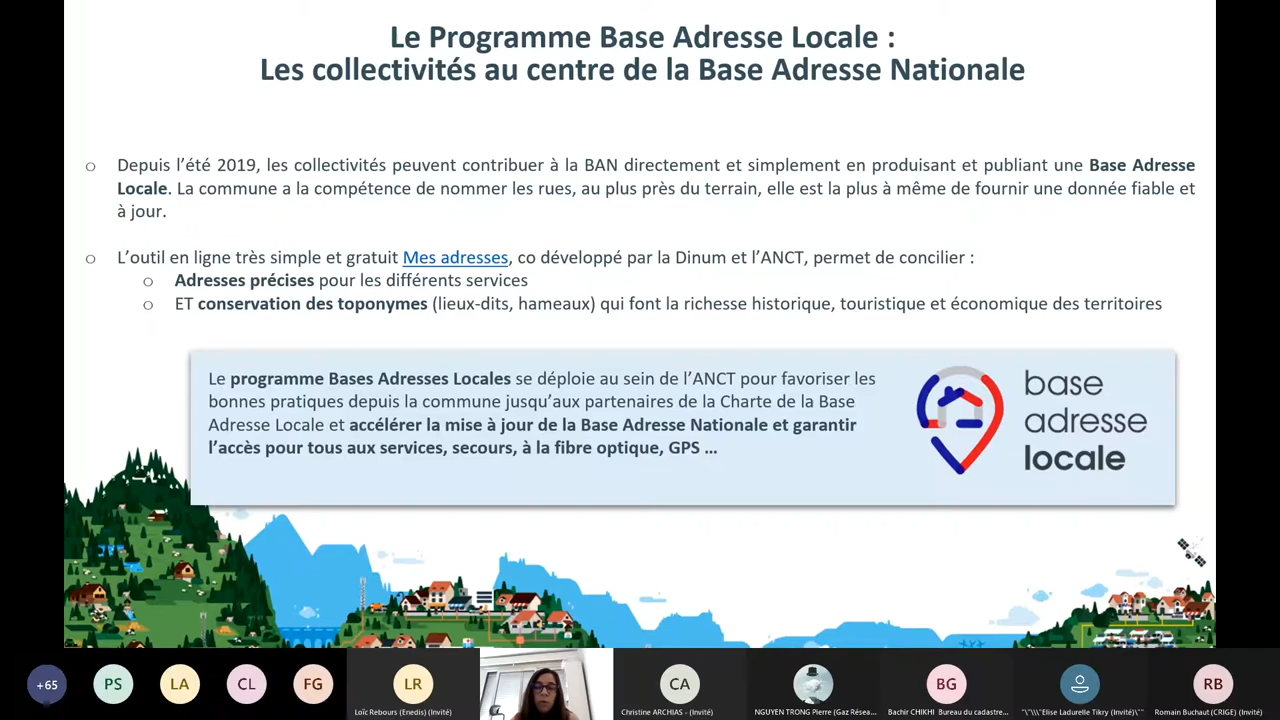 Le Programme Base Adresse Locale :
Les collectivités au centre de la Base Adresse Nationale
Depuis l'été 2019, les collectivités peuvent contribuer à la BAN directement et simplement en produisant et publiant une Base Adresse
Locale. La commune a la compétence de nommer les rues, au plus près du terrain, elle est la plus à même de fournir une donnée fiable et
à jour.
L'outil en ligne très simple et gratuit Mes adresses, co développé par la Dinum et l'ANCT, permet de concilier :
Adresses précises pour les différents services
ET conservation des toponymes (lieux-dits, hameaux) qui font la richesse historique, touristique et économique des territoires
Le programme Bases Adresses Locales se déploie au sein de l'ANCT pour favoriser les
bonnes pratiques depuis la commune jusqu'aux partenaires de la Charte de la Base
Adresse Locale et accélérer la mise à jour de la Base Adresse Nationale et garantir
l'accès pour tous aux services, secours, à la fibre optique, GPS ...
base
adresse
locale
+65
PS
LA
CL
FG
LR
CA
BG
RB
Loïc Rebours (Enedis) (Invité)
Christine ARCHIAS - (Invité)
NGUYEN TRONG Pierre (Gaz Résea...
Bachir CHIKHI Bureau du cadastre...
"\"\\\"Elise Ladurelle Tikry (Invité)\"
Romain Buchaut (CRIGE) (Invité)